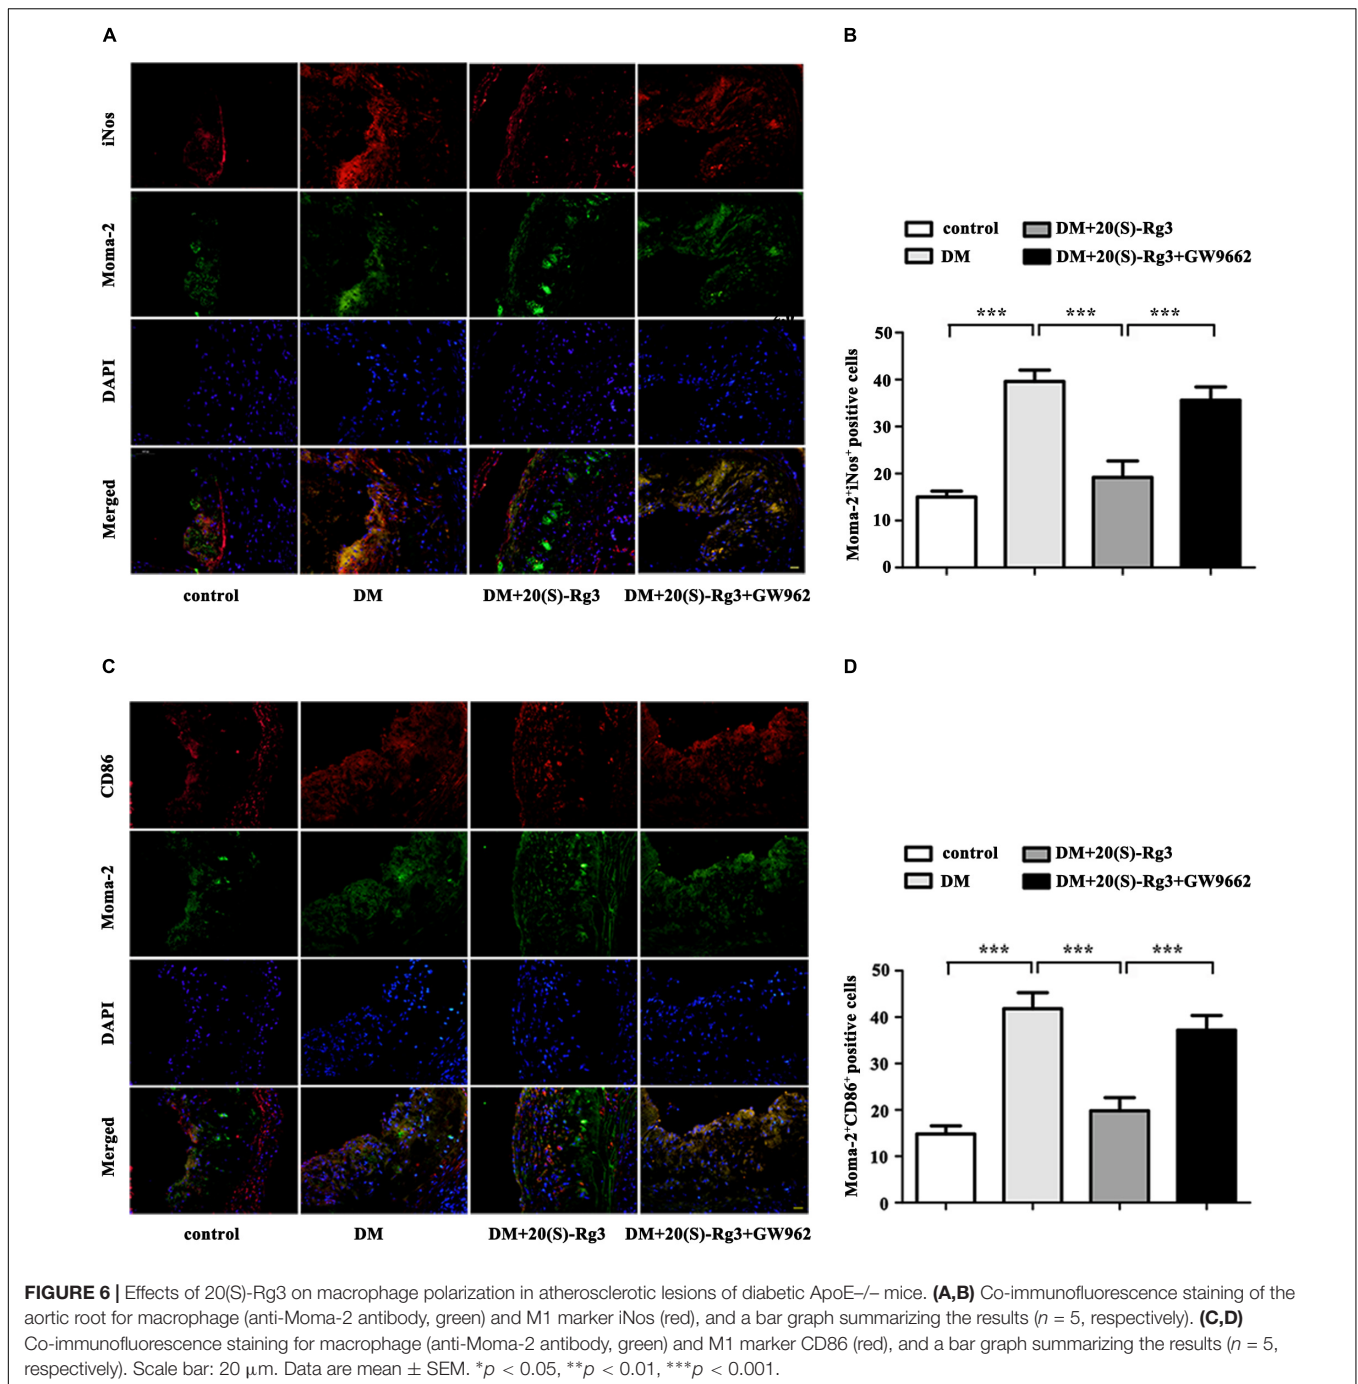 A
B
iNos
Moma-2
DAPI
Merged
control
DM
DM+20(S)-Rg3
DM+20(S)-Rg3+GW962
control
DM+20(S)-Rg3
DM
DM+20(S)-Rg3+GW9662
***
***
***
Moma-2⁺iNos⁺positive cells
50
40
30
20
10
0
C
D
CD86
Moma-2
DAPI
Merged
control
DM
DM+20(S)-Rg3
DM+20(S)-Rg3+GW962
control
DM+20(S)-Rg3
DM
DM+20(S)-Rg3+GW9662
***
***
***
Moma-2⁺CD86⁺positive cells
50
40
30
20
10
0
FIGURE 6 | Effects of 20(S)-Rg3 on macrophage polarization in atherosclerotic lesions of diabetic ApoE–/– mice. (A,B) Co-immunofluorescence staining of the
aortic root for macrophage (anti-Moma-2 antibody, green) and M1 marker iNos (red), and a bar graph summarizing the results (n = 5, respectively). (C,D)
Co-immunofluorescence staining for macrophage (anti-Moma-2 antibody, green) and M1 marker CD86 (red), and a bar graph summarizing the results (n = 5,
respectively). Scale bar: 20 μm. Data are mean ± SEM. *p < 0.05, **p < 0.01, ***p < 0.001.